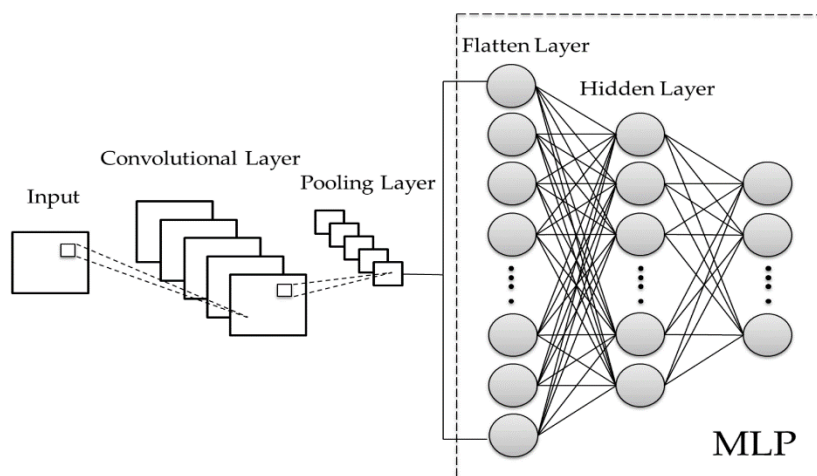 Flatten Layer
Hidden Layer
Convolutional Layer
Pooling Layer
Input
MLP